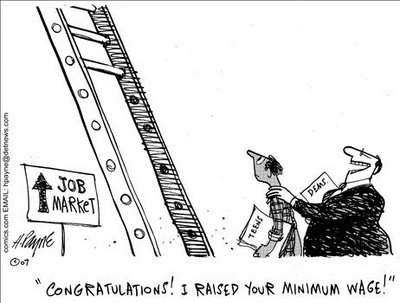 JOB
MARKET
DEMS
TEENS
H.Payne
©07
comics.com EMAIL: hpayne@detnews.com
"CONGRATULATIONS! I RAISED YOUR MINIMUM WAGE!"